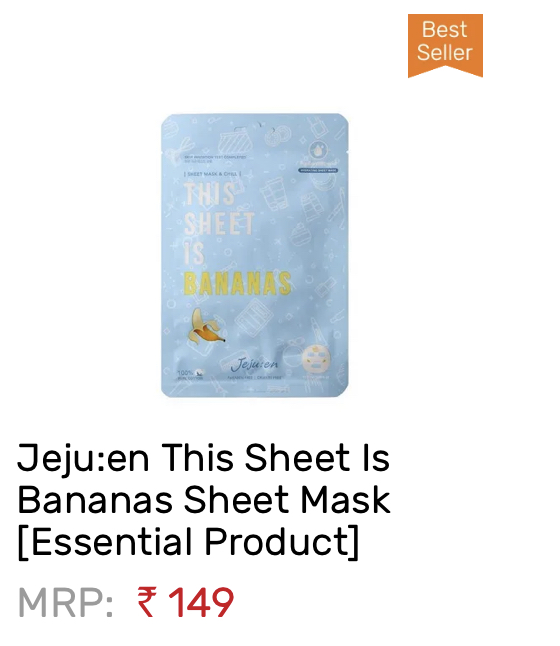 Best
Seller
[ SHEET MASK & CHILL ]
THIS
SHEET
IS
BANANAS
Jeju:en
100%
Jeju:en This Sheet Is
Bananas Sheet Mask
[Essential Product]
MRP: ₹ 149